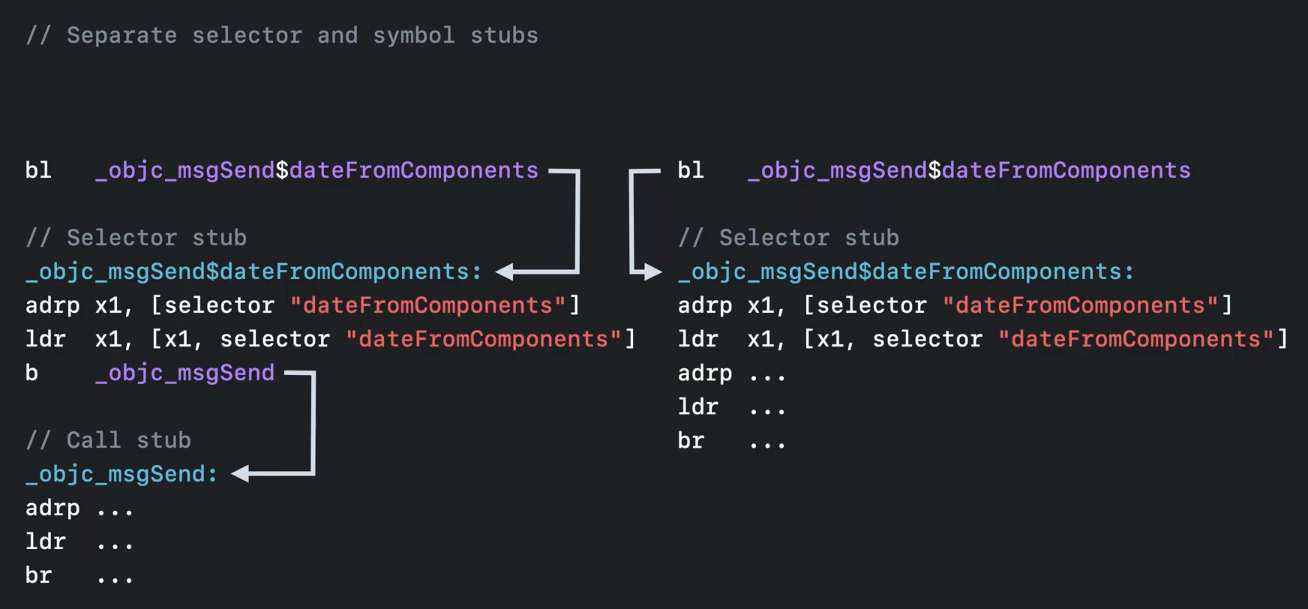 // Separate selector and symbol stubs
bl _objc_msgSend$dateFromComponents
// Selector stub
_objc_msgSend$dateFromComponents:
adrp x1, [selector "dateFromComponents"]
ldr x1, [x1, selector "dateFromComponents"]
b _objc_msgSend
// Call stub
_objc_msgSend:
adrp ...
ldr ...
br ...
bl _objc_msgSend$dateFromComponents
// Selector stub
_objc_msgSend$dateFromComponents:
adrp x1, [selector "dateFromComponents"]
ldr x1, [x1, selector "dateFromComponents"]
adrp ...
ldr ...
br ...